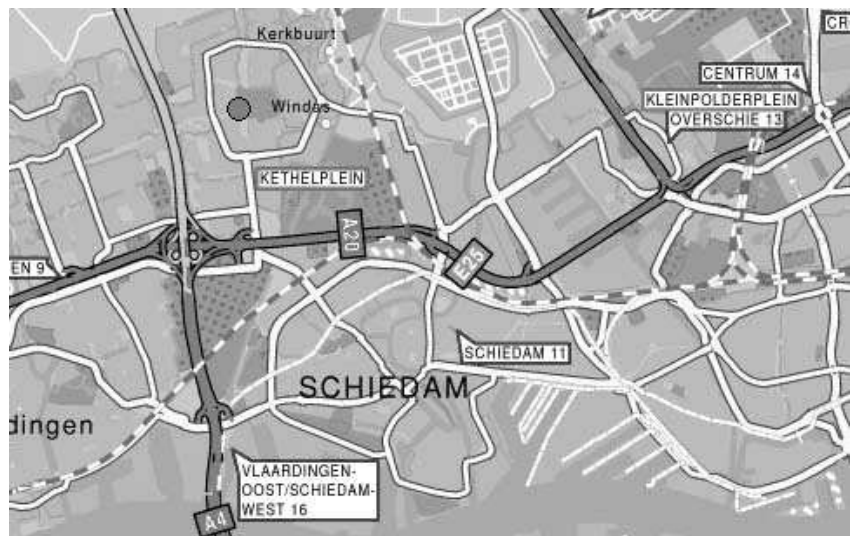 Kerkbuurt
CENTRUM 14
KLEINPOLDERPLEIN
OVERSCHIE 13
Windas
KETHELPLEIN
A20
E25
EN 9
SCHIEDAM 11
SCHIEDAM
dingen
VLAARDINGEN-
OOST/SCHIEDAM-
WEST 16
A4